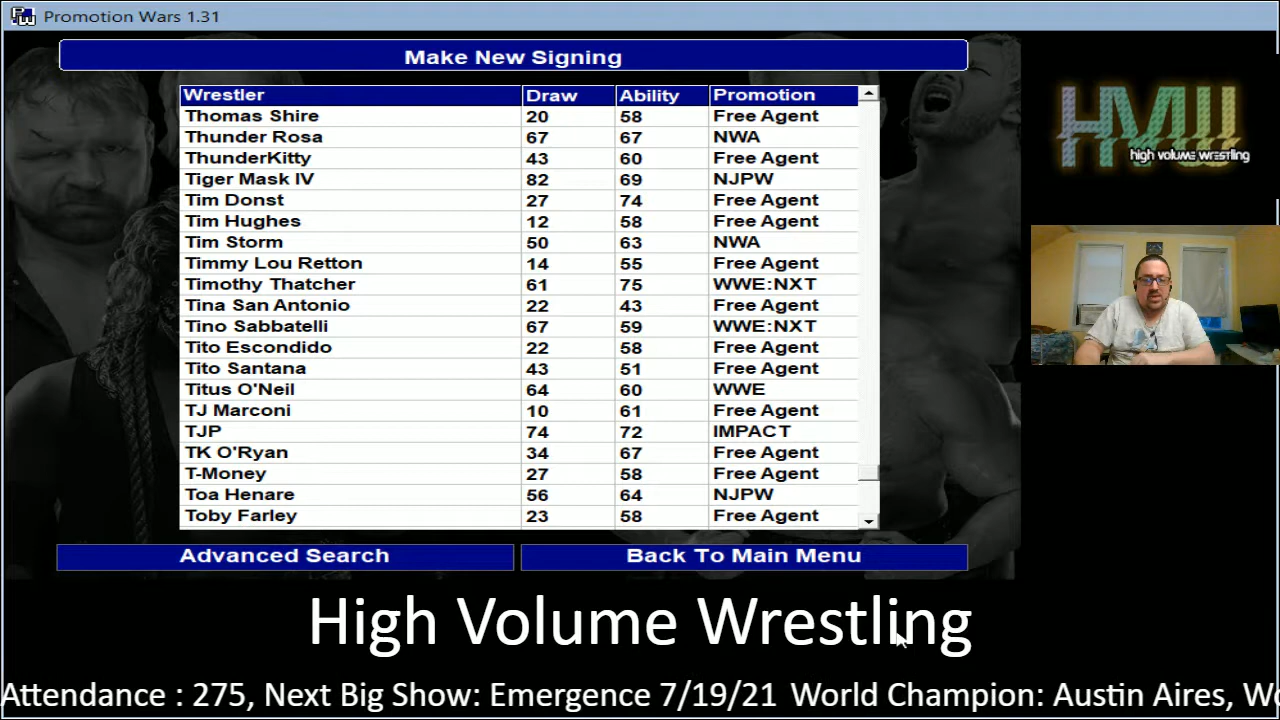 Promotion Wars 1.31
Make New Signing
Wrestler Draw Ability Promotion
Thomas Shire 20 58 Free Agent
Thunder Rosa 67 67 NWA
ThunderKitty 43 60 Free Agent
Tiger Mask IV 82 69 NJPW
Tim Donst 27 74 Free Agent
Tim Hughes 12 58 Free Agent
Tim Storm 50 63 NWA
Timmy Lou Retton 14 55 Free Agent
Timothy Thatcher 61 75 WWE:NXT
Tina San Antonio 22 43 Free Agent
Tino Sabbatelli 67 59 WWE:NXT
Tito Escondido 22 58 Free Agent
Tito Santana 43 51 Free Agent
Titus O'Neil 64 60 WWE
TJ Marconi 10 61 Free Agent
TJP 74 72 IMPACT
TK O'Ryan 34 67 Free Agent
T-Money 27 58 Free Agent
Toa Henare 56 64 NJPW
Toby Farley 23 58 Free Agent
Advanced Search Back To Main Menu
HVW
high volume wrestling
High Volume Wrestling
Attendance : 275, Next Big Show: Emergence 7/19/21 World Champion: Austin Aires, Wo